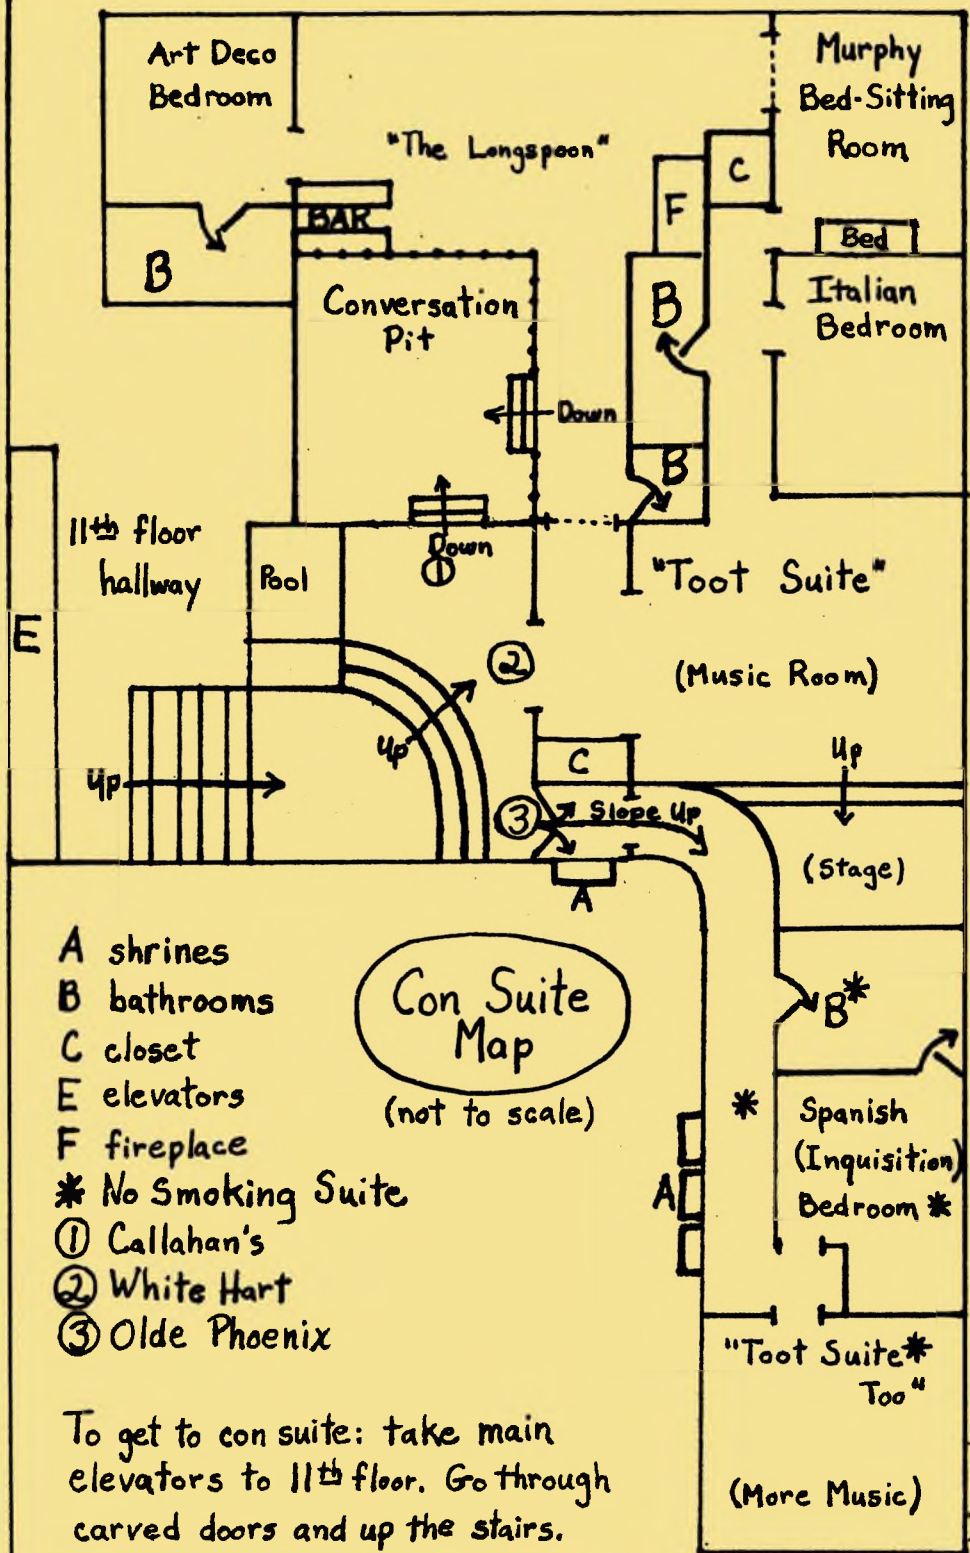 Art Deco
Bedroom
"The Longspoon"
Murphy
Bed-Sitting
Room
C
F
BAR
Bed
B
Conversation
Pit
B
Italian
Bedroom
Down
B
11th floor
hallway
Pool
Down
1
"Toot Suite"
E
2
(Music Room)
Up
Up
C
Up
3
Slope Up
(Stage)
A
A shrines
B bathrooms
C closet
E elevators
F fireplace
* No Smoking Suite
① Callahan's
② White Hart
③ Olde Phoenix
Con Suite
Map
(not to scale)
B*
*
Spanish
(Inquisition)
Bedroom *
A
"Toot Suite*
Too"
(More Music)
To get to con suite: take main
elevators to 11th floor. Go through
carved doors and up the stairs.